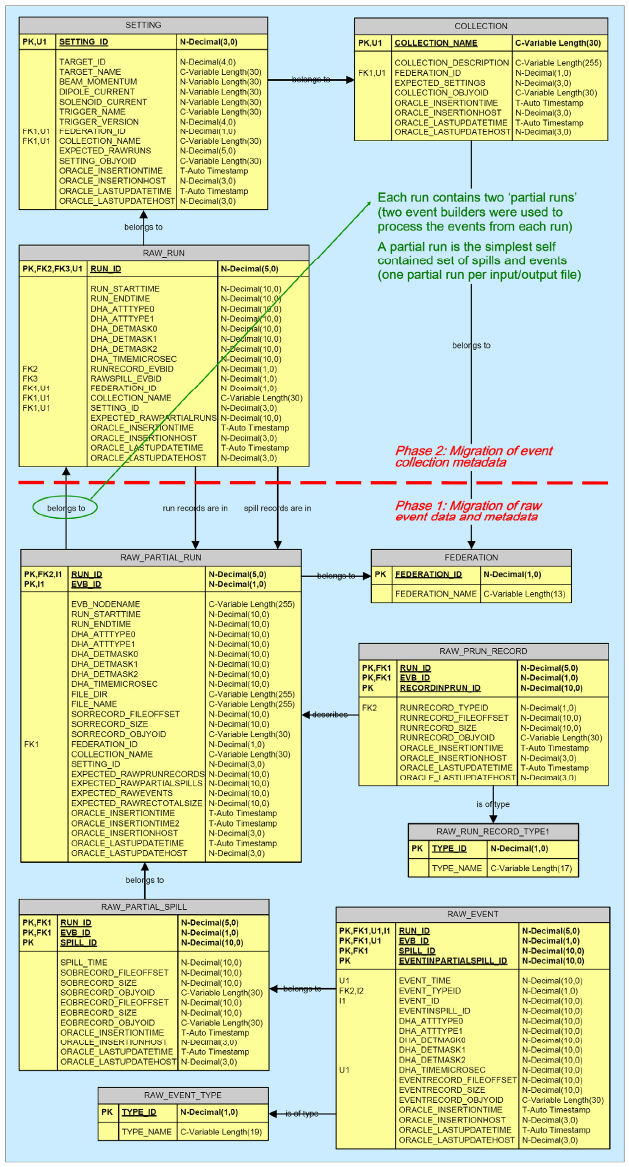 SETTING
PK,U1 SETTING_ID N-Decimal(3,0)
TARGET_ID N-Decimal(4,0)
TARGET_NAME C-Variable Length(30)
BEAM_MOMENTUM N-Variable Length(30)
DIPOLE_CURRENT N-Variable Length(30)
SOLENOID_CURRENT N-Variable Length(30)
TRIGGER_NAME C-Variable Length(30)
TRIGGER_VERSION N-Decimal(4,0)
FK1,U1 FEDERATION_ID N-Decimal(1,0)
FK1,U1 COLLECTION_NAME C-Variable Length(30)
EXPECTED_RAWRUNS N-Decimal(5,0)
SETTING_OBJYOID C-Variable Length(30)
ORACLE_INSERTIONTIME T-Auto Timestamp
ORACLE_INSERTIONHOST N-Decimal(3,0)
ORACLE_LASTUPDATETIME T-Auto Timestamp
ORACLE_LASTUPDATEHOST N-Decimal(3,0)
belongs to
COLLECTION
PK,U1 COLLECTION_NAME C-Variable Length(30)
COLLECTION_DESCRIPTION C-Variable Length(255)
FK1,U1 FEDERATION_ID N-Decimal(1,0)
EXPECTED_SETTINGS N-Decimal(3,0)
COLLECTION_OBJYOID C-Variable Length(30)
ORACLE_INSERTIONTIME T-Auto Timestamp
ORACLE_INSERTIONHOST N-Decimal(3,0)
ORACLE_LASTUPDATETIME T-Auto Timestamp
ORACLE_LASTUPDATEHOST N-Decimal(3,0)
Each run contains two 'partial runs'
(two event builders were used to
process the events from each run)
A partial run is the simplest self
contained set of spills and events
(one partial run per input/output file)
belongs to
belongs to
RAW_RUN
PK,FK2,FK3,U1 RUN_ID N-Decimal(5,0)
RUN_STARTTIME N-Decimal(10,0)
RUN_ENDTIME N-Decimal(10,0)
DHA_ATTTYPE0 N-Decimal(10,0)
DHA_ATTTYPE1 N-Decimal(10,0)
DHA_DETMASK0 N-Decimal(10,0)
DHA_DETMASK1 N-Decimal(10,0)
DHA_DETMASK2 N-Decimal(10,0)
DHA_TIMEMICROSEC N-Decimal(10,0)
FK2 RUNRECORD_EVBID N-Decimal(1,0)
FK3 RAWSPILL_EVBID N-Decimal(1,0)
FK1,U1 FEDERATION_ID N-Decimal(1,0)
FK1,U1 COLLECTION_NAME C-Variable Length(30)
FK1,U1 SETTING_ID N-Decimal(3,0)
EXPECTED_RAWPARTIALRUNS N-Decimal(10,0)
ORACLE_INSERTIONTIME T-Auto Timestamp
ORACLE_INSERTIONHOST N-Decimal(3,0)
ORACLE_LASTUPDATETIME T-Auto Timestamp
ORACLE_LASTUPDATEHOST N-Decimal(3,0)
Phase 2: Migration of event
collection metadata
Phase 1: Migration of raw
event data and metadata
belongs to
run records are in
spill records are in
RAW_PARTIAL_RUN
PK,FK2,I1 RUN_ID N-Decimal(5,0)
PK,I1 EVB_ID N-Decimal(1,0)
EVB_NODENAME C-Variable Length(255)
RUN_STARTTIME N-Decimal(10,0)
RUN_ENDTIME N-Decimal(10,0)
DHA_ATTTYPE0 N-Decimal(10,0)
DHA_ATTTYPE1 N-Decimal(10,0)
DHA_DETMASK0 N-Decimal(10,0)
DHA_DETMASK1 N-Decimal(10,0)
DHA_DETMASK2 N-Decimal(10,0)
DHA_TIMEMICROSEC N-Decimal(10,0)
FILE_DIR C-Variable Length(255)
FILE_NAME C-Variable Length(255)
SORRECORD_FILEOFFSET N-Decimal(10,0)
SORRECORD_SIZE N-Decimal(10,0)
SORRECORD_OBJYOID C-Variable Length(30)
FK1 FEDERATION_ID N-Decimal(1,0)
COLLECTION_NAME C-Variable Length(30)
SETTING_ID N-Decimal(3,0)
EXPECTED_RAWPRUNRECORDS N-Decimal(10,0)
EXPECTED_RAWPARTIALSPILLS N-Decimal(10,0)
EXPECTED_RAWEVENTS N-Decimal(10,0)
EXPECTED_RAWRECTOTALSIZE N-Decimal(10,0)
ORACLE_INSERTIONTIME T-Auto Timestamp
ORACLE_INSERTIONTIME2 T-Auto Timestamp
ORACLE_INSERTIONHOST N-Decimal(3,0)
ORACLE_LASTUPDATETIME T-Auto Timestamp
ORACLE_LASTUPDATEHOST N-Decimal(3,0)
belongs to
FEDERATION
PK FEDERATION_ID N-Decimal(1,0)
FEDERATION_NAME C-Variable Length(13)
RAW_PRUN_RECORD
PK,FK1 RUN_ID N-Decimal(5,0)
PK,FK1 EVB_ID N-Decimal(1,0)
PK RECORDINPRUN_ID N-Decimal(10,0)
FK2 RUNRECORD_TYPEID N-Decimal(1,0)
RUNRECORD_FILEOFFSET N-Decimal(10,0)
RUNRECORD_SIZE N-Decimal(10,0)
RUNRECORD_OBJYOID C-Variable Length(30)
ORACLE_INSERTIONTIME T-Auto Timestamp
ORACLE_INSERTIONHOST N-Decimal(3,0)
ORACLE_LASTUPDATETIME T-Auto Timestamp
ORACLE_LASTUPDATEHOST N-Decimal(3,0)
describes
is of type
RAW_RUN_RECORD_TYPE1
PK TYPE_ID N-Decimal(1,0)
TYPE_NAME C-Variable Length(17)
belongs to
RAW_PARTIAL_SPILL
PK,FK1 RUN_ID N-Decimal(5,0)
PK,FK1 EVB_ID N-Decimal(1,0)
PK SPILL_ID N-Decimal(10,0)
SPILL_TIME N-Decimal(10,0)
SOBRECORD_FILEOFFSET N-Decimal(10,0)
SOBRECORD_SIZE N-Decimal(10,0)
SOBRECORD_OBJYOID C-Variable Length(30)
EOBRECORD_FILEOFFSET N-Decimal(10,0)
EOBRECORD_SIZE N-Decimal(10,0)
EOBRECORD_OBJYOID C-Variable Length(30)
ORACLE_INSERTIONTIME T-Auto Timestamp
ORACLE_INSERTIONHOST N-Decimal(3,0)
ORACLE_LASTUPDATETIME T-Auto Timestamp
ORACLE_LASTUPDATEHOST N-Decimal(3,0)
belongs to
RAW_EVENT
PK,FK1,U1,I1 RUN_ID N-Decimal(5,0)
PK,FK1,U1 EVB_ID N-Decimal(1,0)
PK,FK1 SPILL_ID N-Decimal(10,0)
PK EVENTINPARTIALSPILL_ID N-Decimal(10,0)
U1 EVENT_TIME N-Decimal(10,0)
FK2,I2 EVENT_TYPEID N-Decimal(1,0)
I1 EVENT_ID N-Decimal(10,0)
EVENTINSPILL_ID N-Decimal(10,0)
DHA_ATTTYPE0 N-Decimal(10,0)
DHA_ATTTYPE1 N-Decimal(10,0)
DHA_DETMASK0 N-Decimal(10,0)
DHA_DETMASK1 N-Decimal(10,0)
DHA_DETMASK2 N-Decimal(10,0)
U1 DHA_TIMEMICROSEC N-Decimal(10,0)
EVENTRECORD_FILEOFFSET N-Decimal(10,0)
EVENTRECORD_SIZE N-Decimal(10,0)
EVENTRECORD_OBJYOID C-Variable Length(30)
ORACLE_INSERTIONTIME T-Auto Timestamp
ORACLE_INSERTIONHOST N-Decimal(3,0)
ORACLE_LASTUPDATETIME T-Auto Timestamp
ORACLE_LASTUPDATEHOST N-Decimal(3,0)
RAW_EVENT_TYPE
PK TYPE_ID N-Decimal(1,0)
TYPE_NAME C-Variable Length(19)
is of type